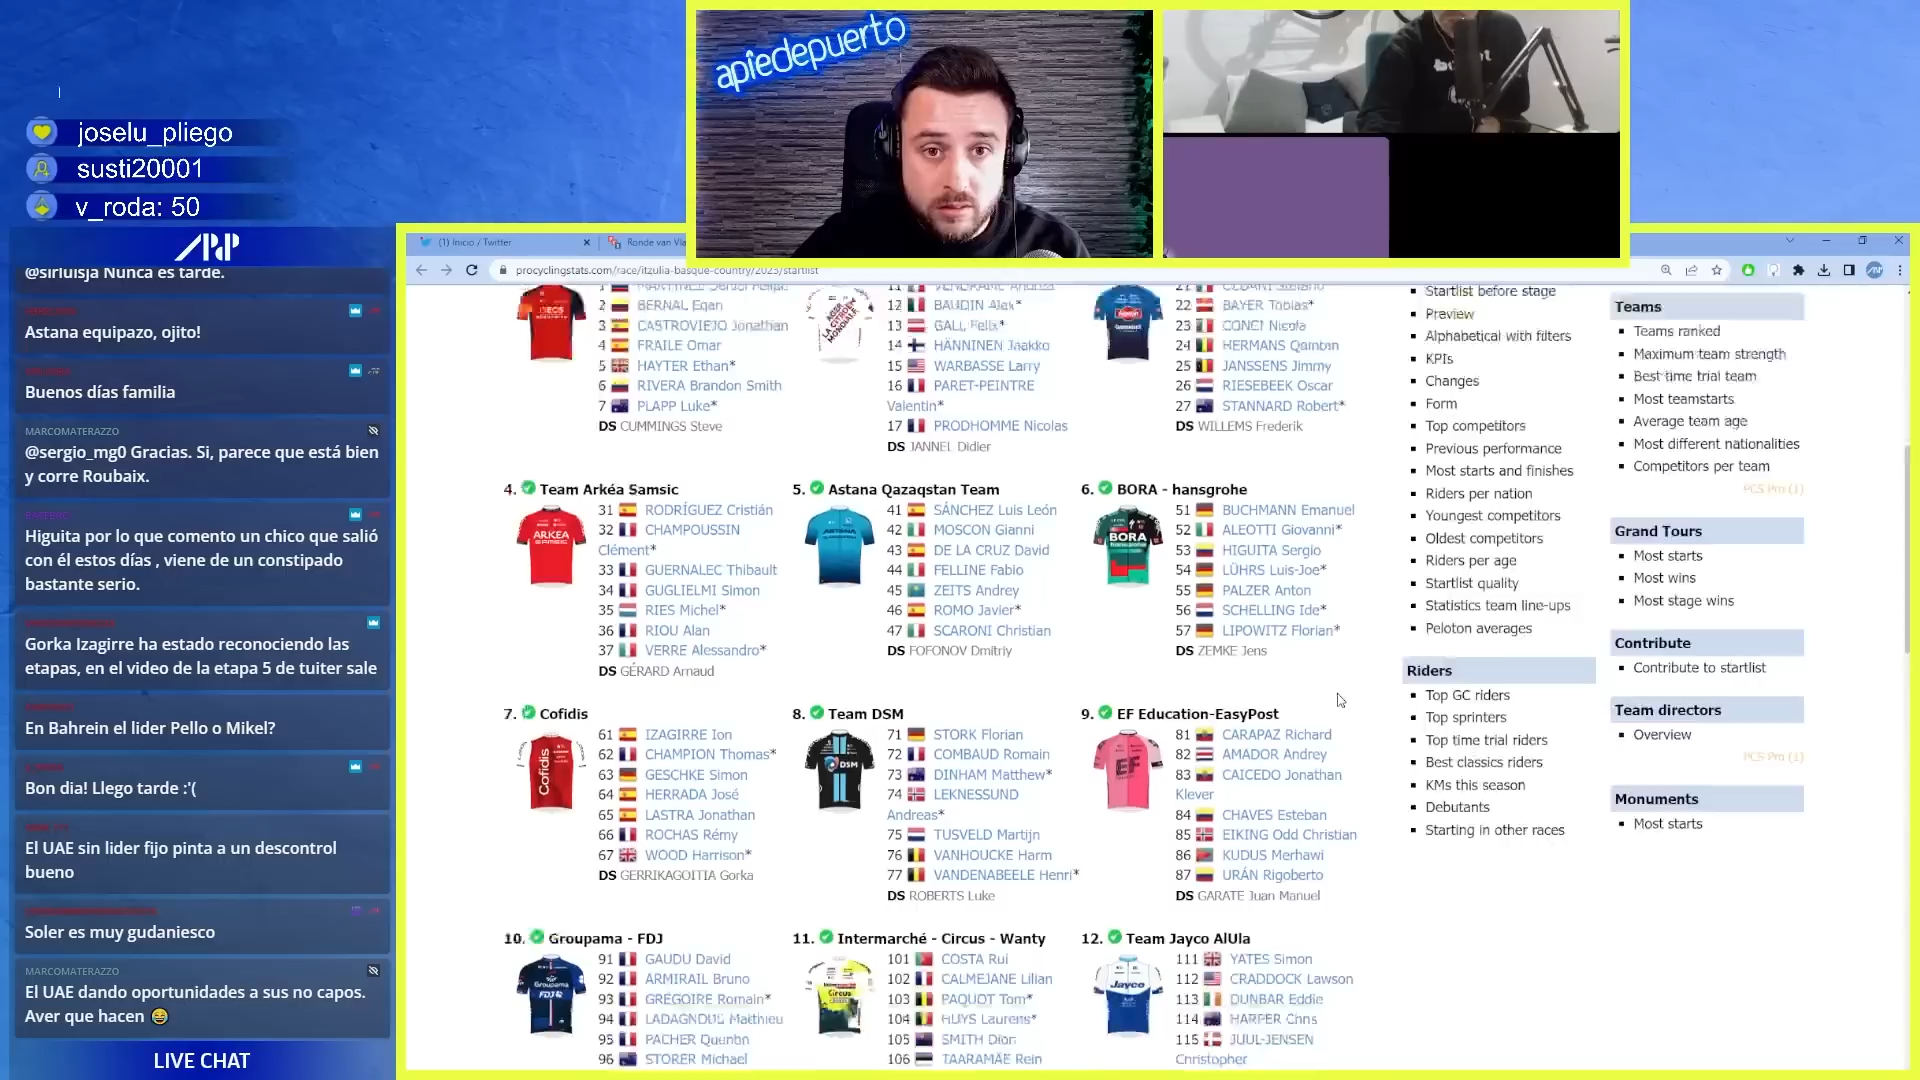 apiedepuerto
joselu_pliego
susti20001
v_roda: 50
ARP
@sirluisja Nunca es tarde.
Astana equipazo, ojito!
Buenos días familia
MARCOMATERAZZO
@sergio_mg0 Gracias. Si, parece que está bien
y corre Roubaix.
Higuita por lo que comento un chico que salió
con él estos días , viene de un constipado
bastante serio.
Gorka Izagirre ha estado reconociendo las
etapas, en el video de la etapa 5 de tuiter sale
En Bahrein el lider Pello o Mikel?
Bon dia! Llego tarde :'(
El UAE sin lider fijo pinta a un descontrol
bueno
Soler es muy gudaniesco
MARCOMATERAZZO
El UAE dando oportunidades a sus no capos.
Aver que hacen 😅
LIVE CHAT
(1) Inicio / Twitter
Ronde van Vla
procyclingstats.com/race/itzulia-basque-country/2023/startlist
2 BERNAL Egan
3 CASTROVIEJO Jonathan
4 FRAILE Omar
5 HAYTER Ethan*
6 RIVERA Brandon Smith
7 PLAPP Luke*
DS CUMMINGS Steve
12 BAUDIN Alex*
13 GALL Felix*
14 HÄNNINEN Jaakko
15 WARBASSE Larry
16 PARET-PEINTRE
Valentin*
17 PRODHOMME Nicolas
DS JANNEL Didier
22 BAYER Tobias*
23 CONCI Nicola
24 HERMANS Quinten
25 JANSSENS Jimmy
26 RIESEBEEK Oscar
27 STANNARD Robert*
DS WILLEMS Frederik
4. Team Arkéa Samsic
31 RODRÍGUEZ Cristián
32 CHAMPOUSSIN
Clément*
33 GUERNALEC Thibault
34 GUGLIELMI Simon
35 RIES Michel*
36 RIOU Alan
37 VERRE Alessandro*
DS GÉRARD Arnaud
5. Astana Qazaqstan Team
41 SÁNCHEZ Luis León
42 MOSCON Gianni
43 DE LA CRUZ David
44 FELLINE Fabio
45 ZEITS Andrey
46 ROMO Javier*
47 SCARONI Christian
DS FOFONOV Dmitriy
6. BORA - hansgrohe
51 BUCHMANN Emanuel
52 ALEOTTI Giovanni*
53 HIGUITA Sergio
54 LÜHRS Luis-Joe*
55 PALZER Anton
56 SCHELLING Ide*
57 LIPOWITZ Florian*
DS ZEMKE Jens
7. Cofidis
61 IZAGIRRE Ion
62 CHAMPION Thomas*
63 GESCHKE Simon
64 HERRADA José
65 LASTRA Jonathan
66 ROCHAS Rémy
67 WOOD Harrison*
DS GERRIKAGOITIA Gorka
8. Team DSM
71 STORK Florian
72 COMBAUD Romain
73 DINHAM Matthew*
74 LEKNESSUND
Andreas*
75 TUSVELD Martijn
76 VANHOUCKE Harm
77 VANDENABEELE Henri*
DS ROBERTS Luke
9. EF Education-EasyPost
81 CARAPAZ Richard
82 AMADOR Andrey
83 CAICEDO Jonathan
Klever
84 CHAVES Esteban
85 EIKING Odd Christian
86 KUDUS Merhawi
87 URÁN Rigoberto
DS GARATE Juan Manuel
10. Groupama - FDJ
91 GAUDU David
92 ARMIRAIL Bruno
93 GRÉGOIRE Romain*
94 LADAGNOUS Matthieu
95 PACHER Quentin
96 STORER Michael
11. Intermarché - Circus - Wanty
101 COSTA Rui
102 CALMEJANE Lilian
103 PAQUOT Tom*
104 HUYS Laurens*
105 SMITH Dion
106 TAARAMÄE Rein
12. Team Jayco AlUla
111 YATES Simon
112 CRADDOCK Lawson
113 DUNBAR Eddie
114 HARPER Chris
115 JUUL-JENSEN
Christopher
Startlist before stage
Preview
Alphabetical with filters
KPIs
Changes
Form
Top competitors
Previous performance
Most starts and finishes
Riders per nation
Youngest competitors
Oldest competitors
Riders per age
Startlist quality
Statistics team line-ups
Peloton averages
Riders
Top GC riders
Top sprinters
Top time trial riders
Best classics riders
KMs this season
Debutants
Starting in other races
Teams
Teams ranked
Maximum team strength
Best time trial team
Most teamstarts
Average team age
Most different nationalities
Competitors per team
PCS Pro (1)
Grand Tours
Most starts
Most wins
Most stage wins
Contribute
Contribute to startlist
Team directors
Overview
PCS Pro (1)
Monuments
Most starts